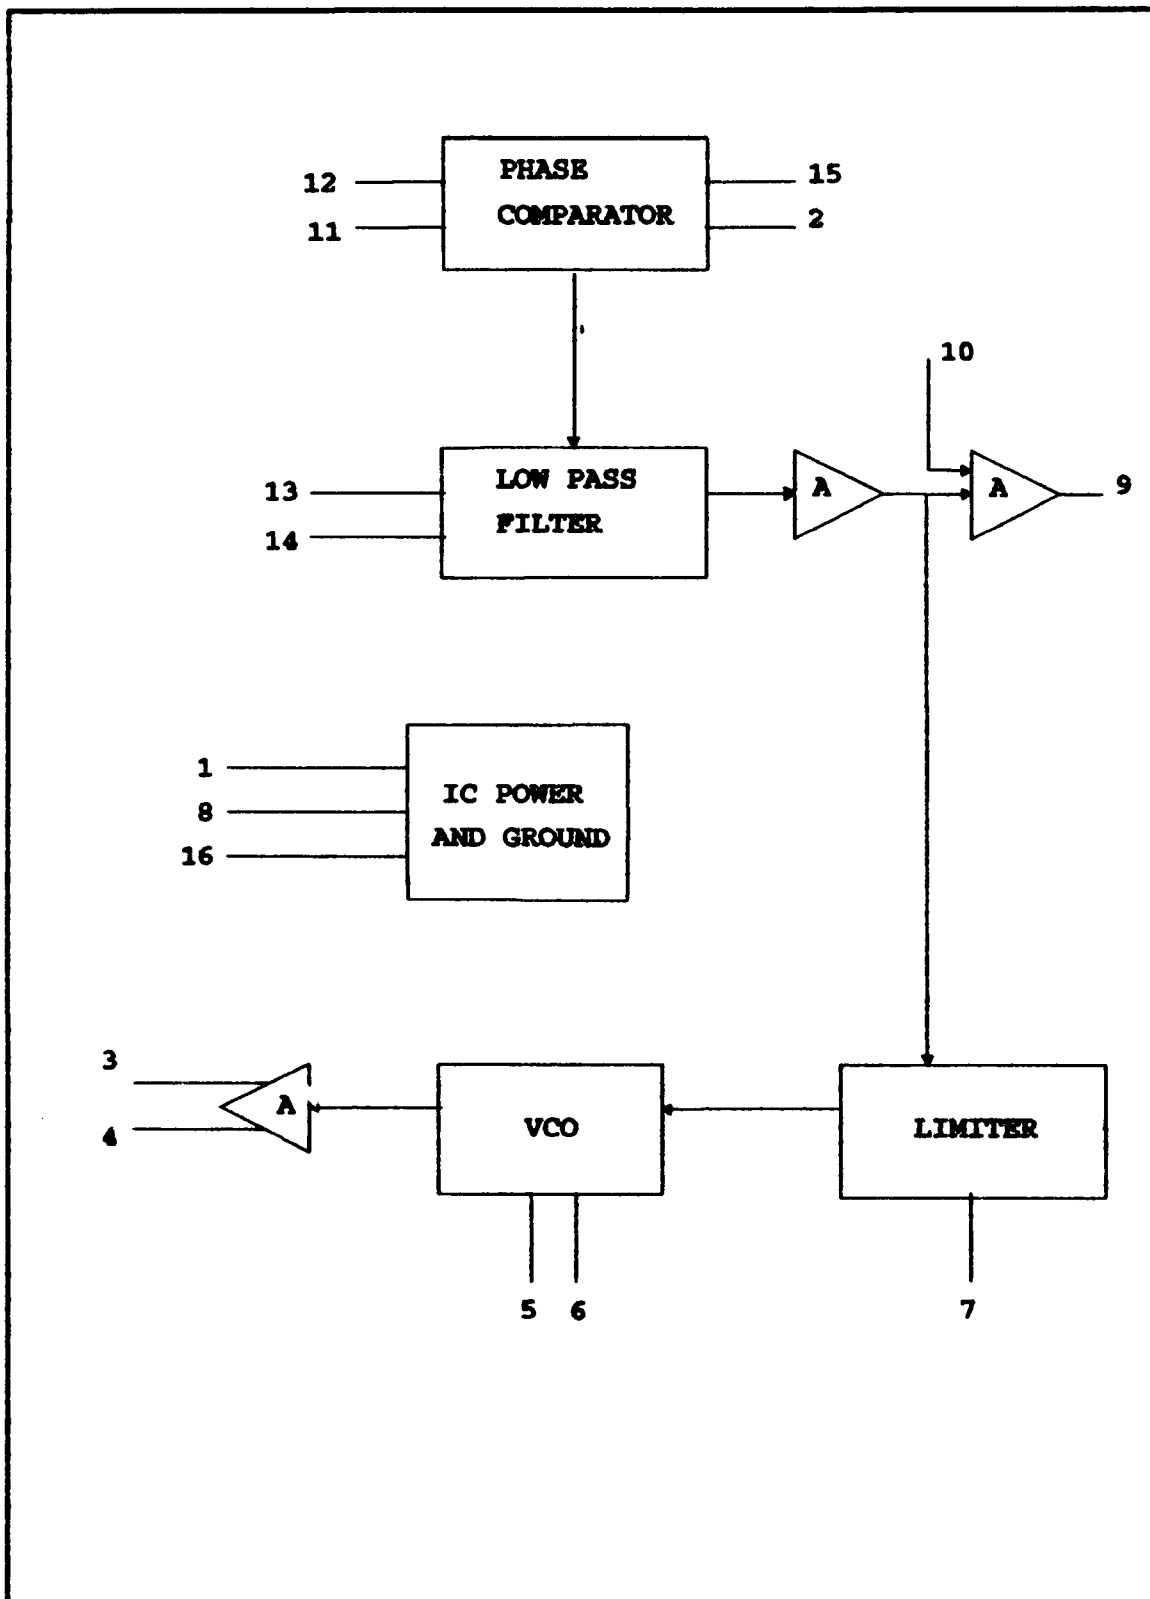 PHASE
COMPARATOR
12
11
15
2
10
LOW PASS
FILTER
13
14
A
A
9
IC POWER
AND GROUND
1
8
16
3
4
A
VCO
LIMITER
5 6
7